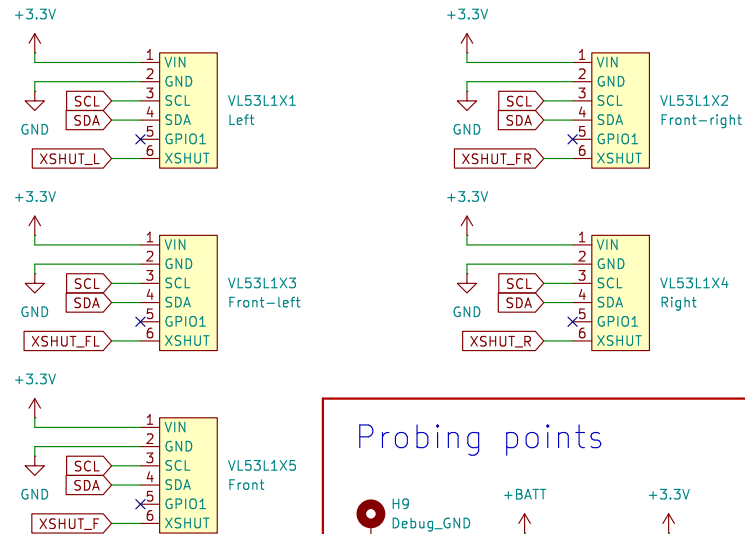 +3.3V
1 VIN
2 GND
3 SCL
4 SDA
5 GPIO1
6 XSHUT
GND
SCL
SDA
XSHUT_L
VL53L1X1
Left
+3.3V
1 VIN
2 GND
3 SCL
4 SDA
5 GPIO1
6 XSHUT
GND
SCL
SDA
XSHUT_FR
VL53L1X2
Front-right
+3.3V
1 VIN
2 GND
3 SCL
4 SDA
5 GPIO1
6 XSHUT
GND
SCL
SDA
XSHUT_FL
VL53L1X3
Front-left
+3.3V
1 VIN
2 GND
3 SCL
4 SDA
5 GPIO1
6 XSHUT
GND
SCL
SDA
XSHUT_R
VL53L1X4
Right
+3.3V
1 VIN
2 GND
3 SCL
4 SDA
5 GPIO1
6 XSHUT
GND
SCL
SDA
XSHUT_F
VL53L1X5
Front
Probing points
H9
Debug_GND
+BATT
+3.3V